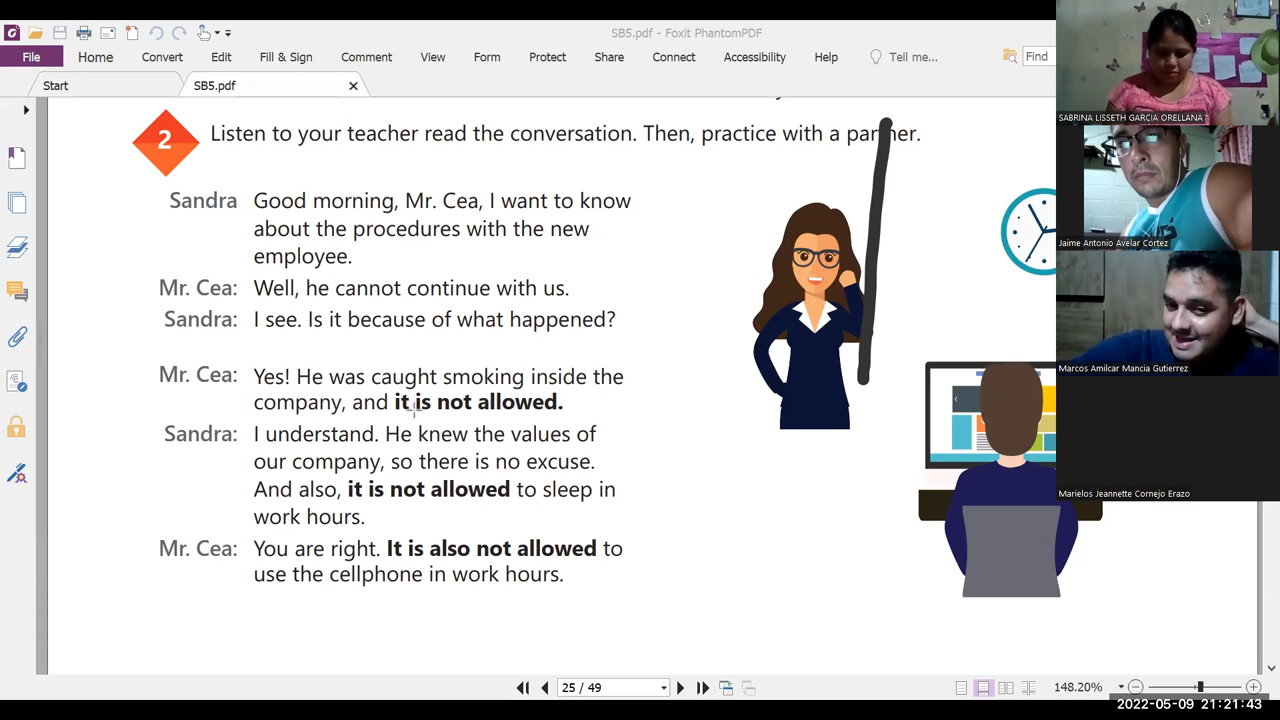 SB5.pdf - Foxit PhantomPDF
File Home Convert Edit Fill & Sign Comment View Form Protect Share Connect Accessibility Help Tell me... Find
Start SB5.pdf
2 Listen to your teacher read the conversation. Then, practice with a partner.
Sandra Good morning, Mr. Cea, I want to know
about the procedures with the new
employee.
Mr. Cea: Well, he cannot continue with us.
Sandra: I see. Is it because of what happened?
Mr. Cea: Yes! He was caught smoking inside the
company, and it is not allowed.
Sandra: I understand. He knew the values of
our company, so there is no excuse.
And also, it is not allowed to sleep in
work hours.
Mr. Cea: You are right. It is also not allowed to
use the cellphone in work hours.
SABRINA LISSETH GARCIA ORELLANA
Jaime Antonio Avelar Cortez
Marcos Amilcar Mancia Gutierrez
Marielos Jeannette Cornejo Erazo
25 / 49
148.20%
2022-05-09 21:21:43